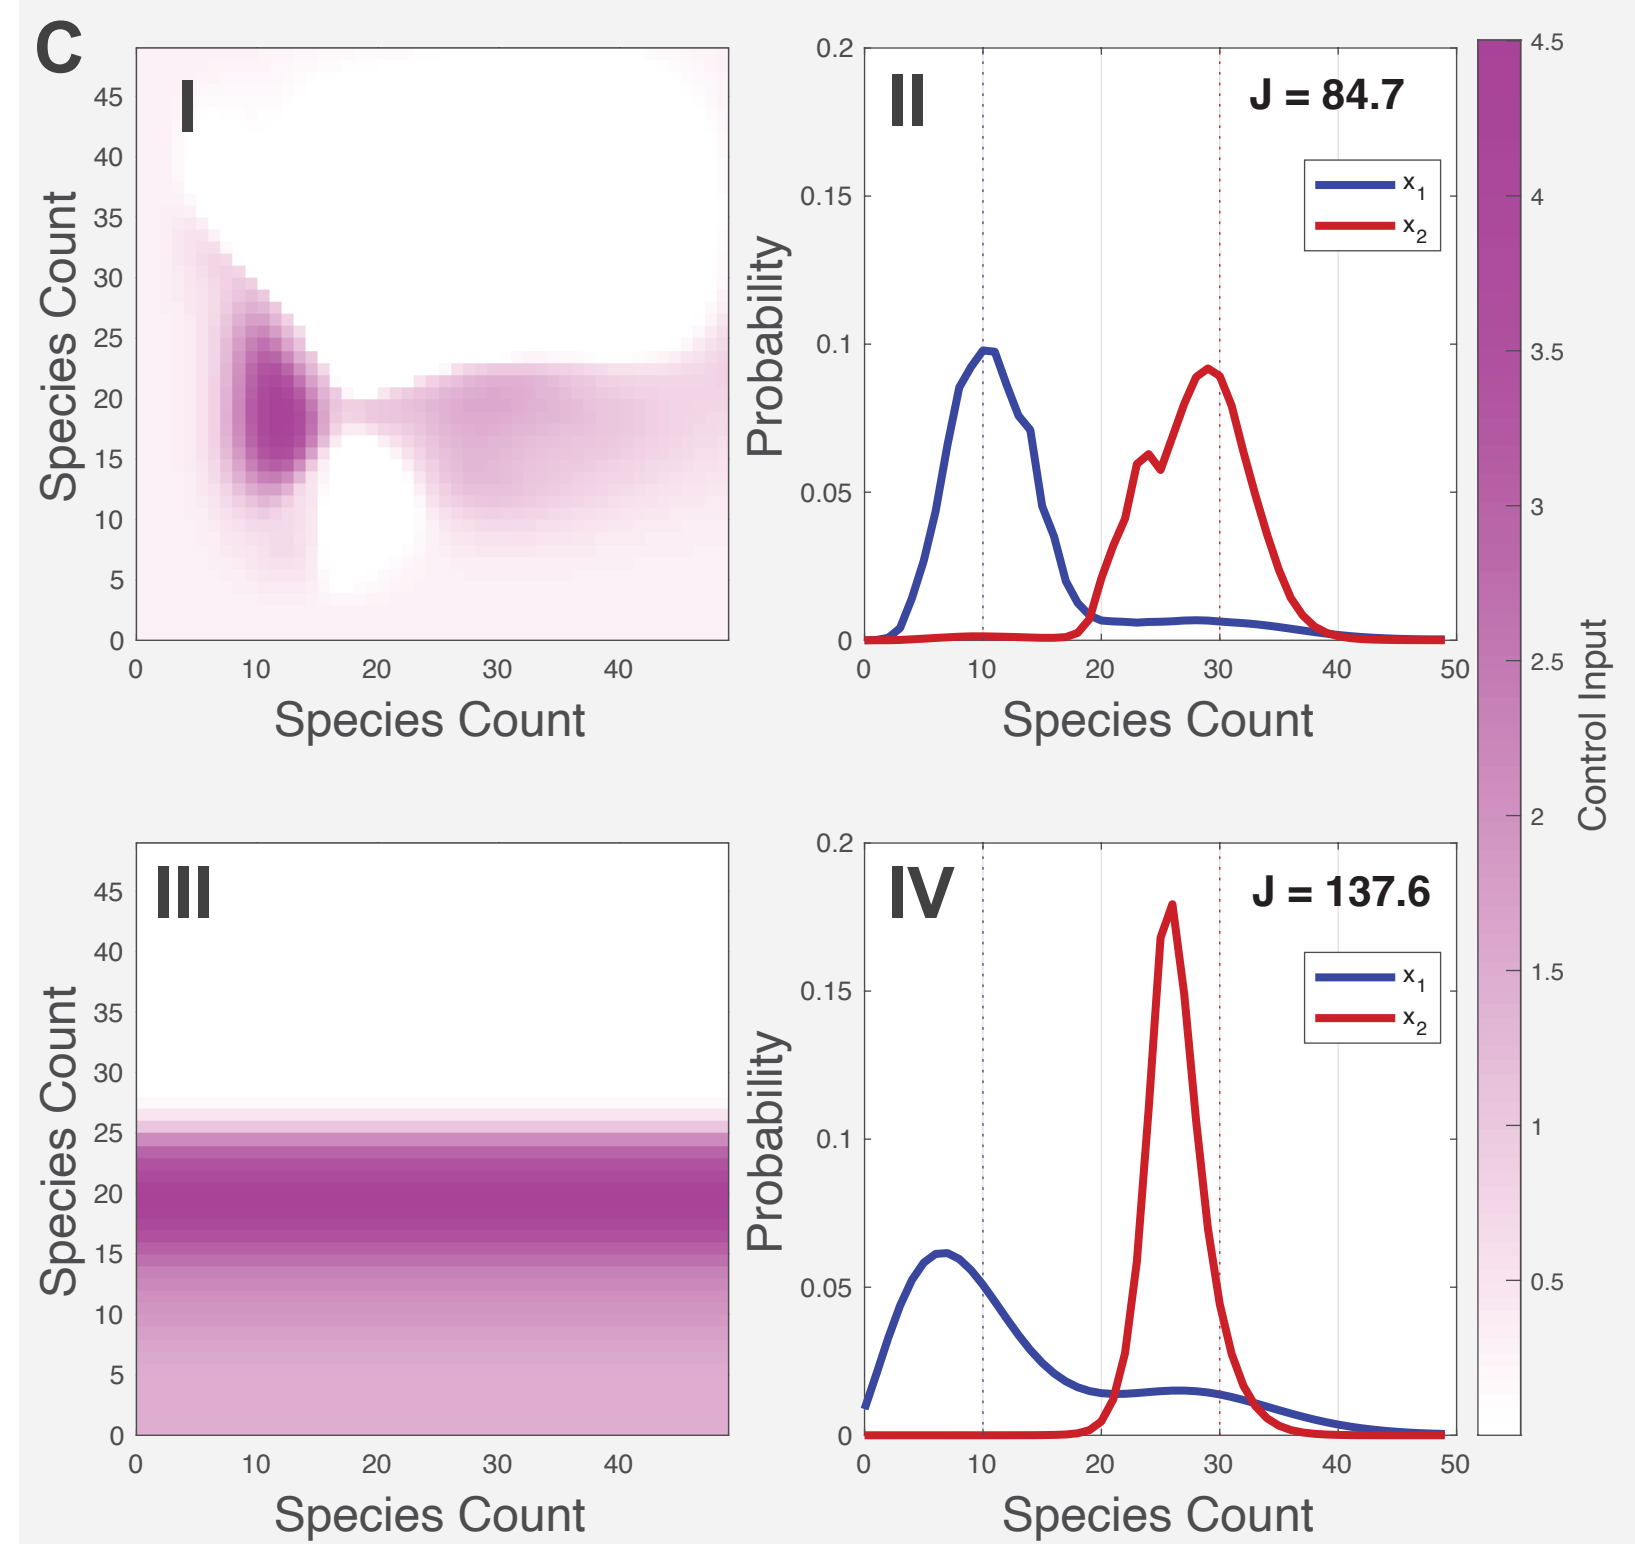 C
I
45
40
35
30
25
20
15
10
5
0
0 10 20 30 40
Species Count
Species Count
II
J = 84.7
x1
x2
0.2
0.15
0.1
0.05
0
0 10 20 30 40 50
Probability
Species Count
III
45
40
35
30
25
20
15
10
5
0
0 10 20 30 40
Species Count
Species Count
IV
J = 137.6
x1
x2
0.2
0.15
0.1
0.05
0
0 10 20 30 40 50
Probability
Species Count
4.5
4
3.5
3
2.5
2
1.5
1
0.5
Control Input